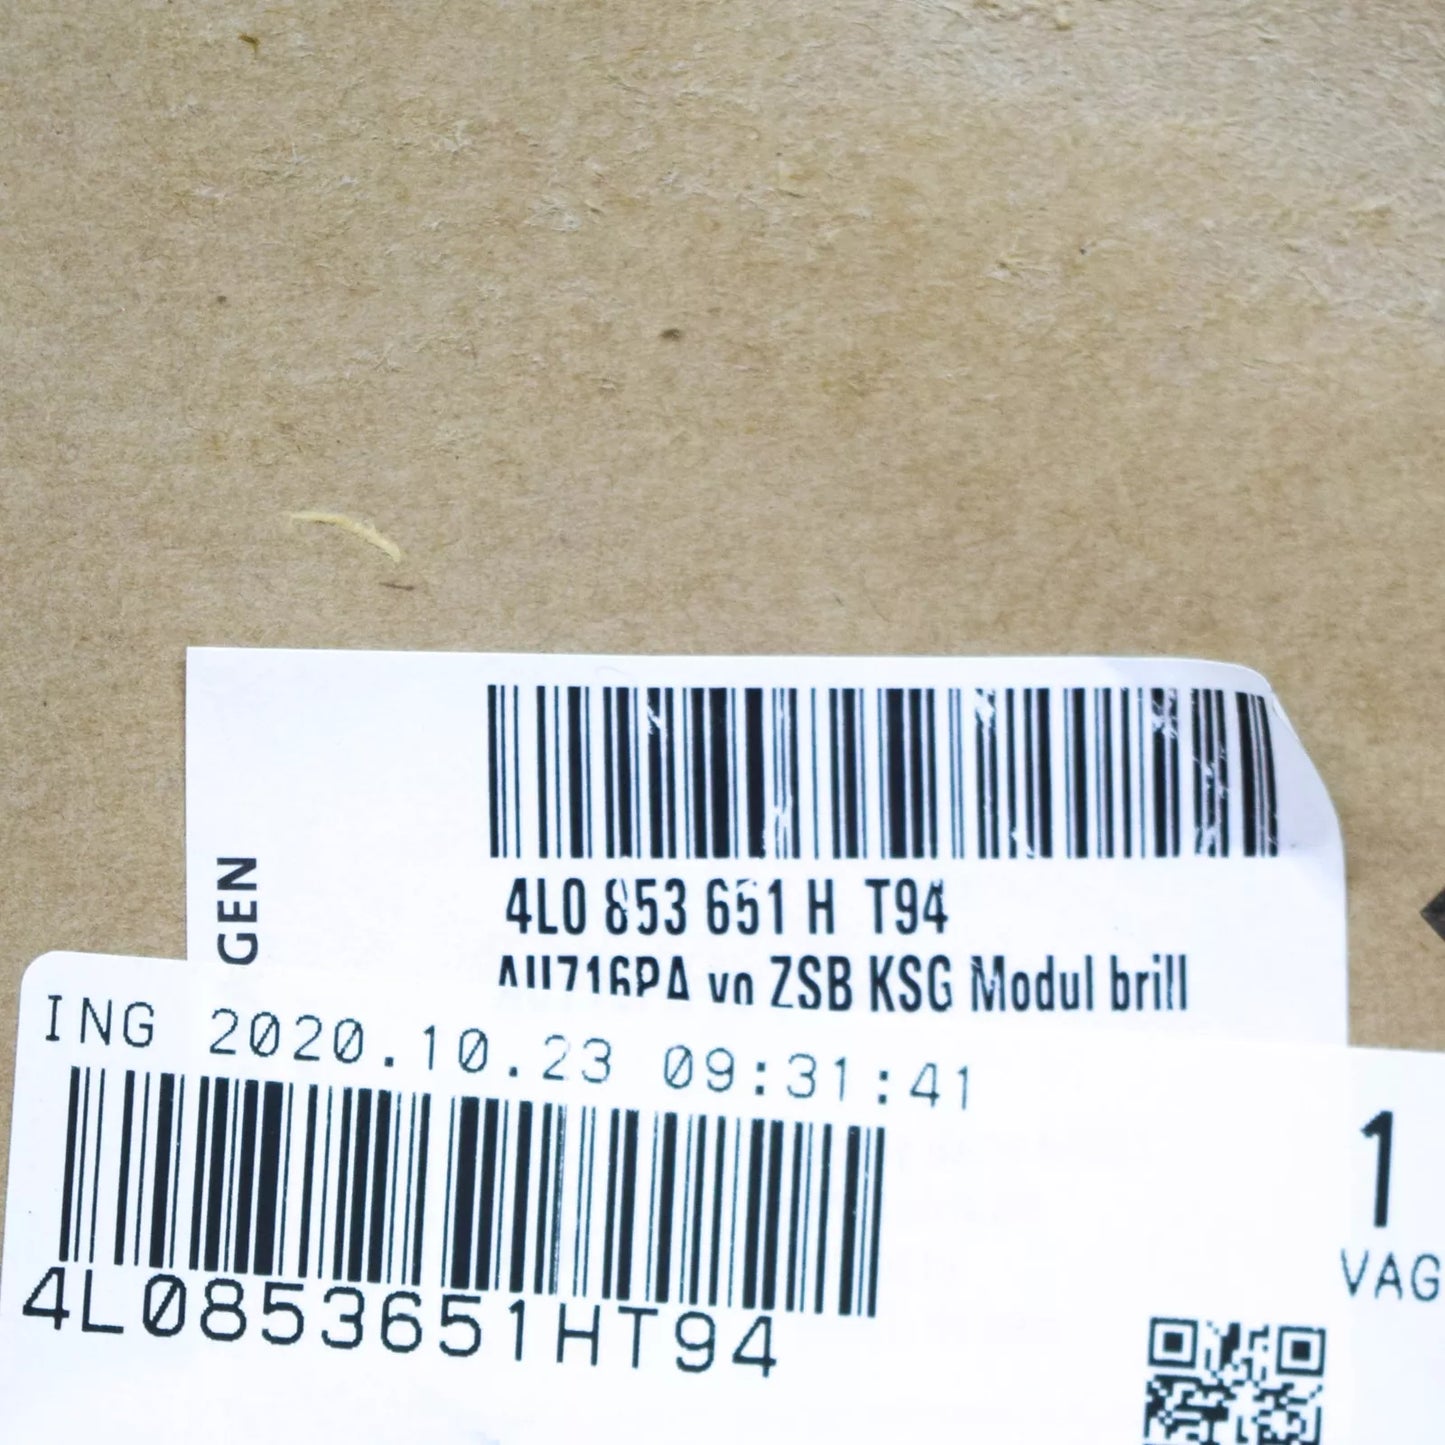 GEN
4L0 853 651 H T94
AU716PA vn ZSB KSG Modul brill
ING 2020.10.23 09:31:41
4L0853651HT94
1
VAG